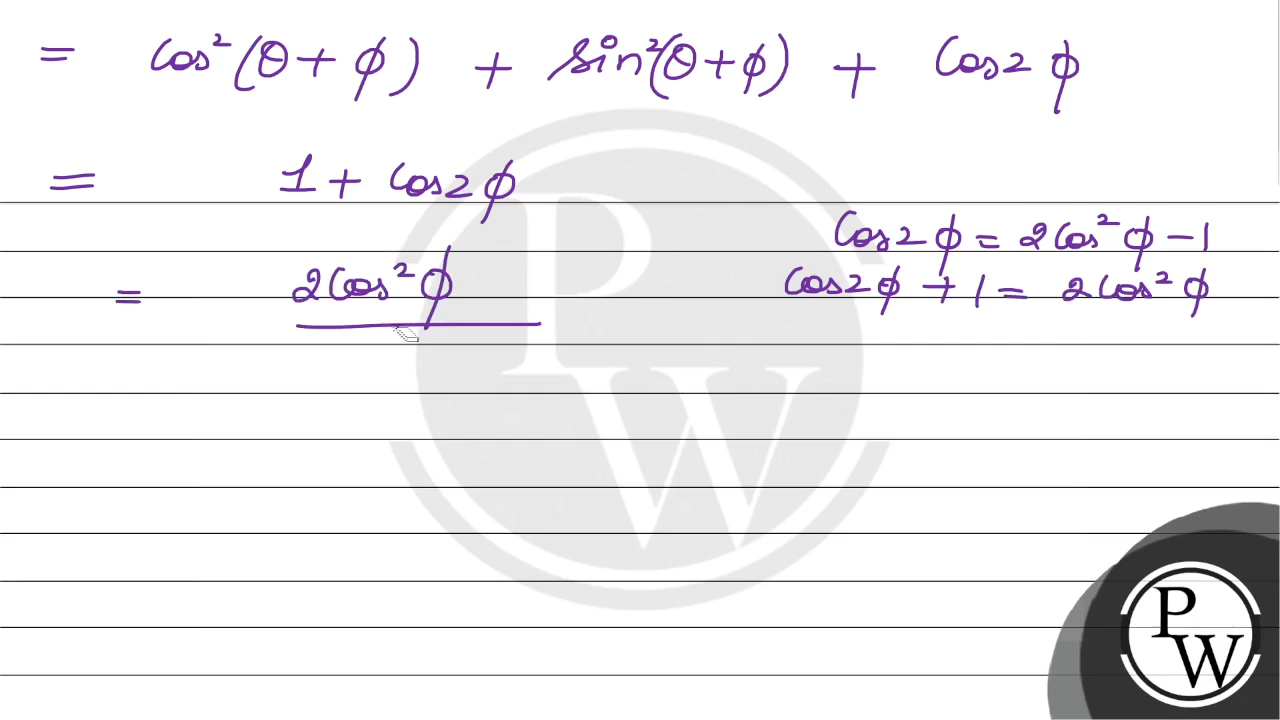 = cos²(θ+φ) + sin²(θ+φ) + cos2φ
= 1 + cos2φ
cos2φ = 2cos²φ - 1
= 2cos²φ
cos2φ + 1 = 2cos²φ
P
W
P
W